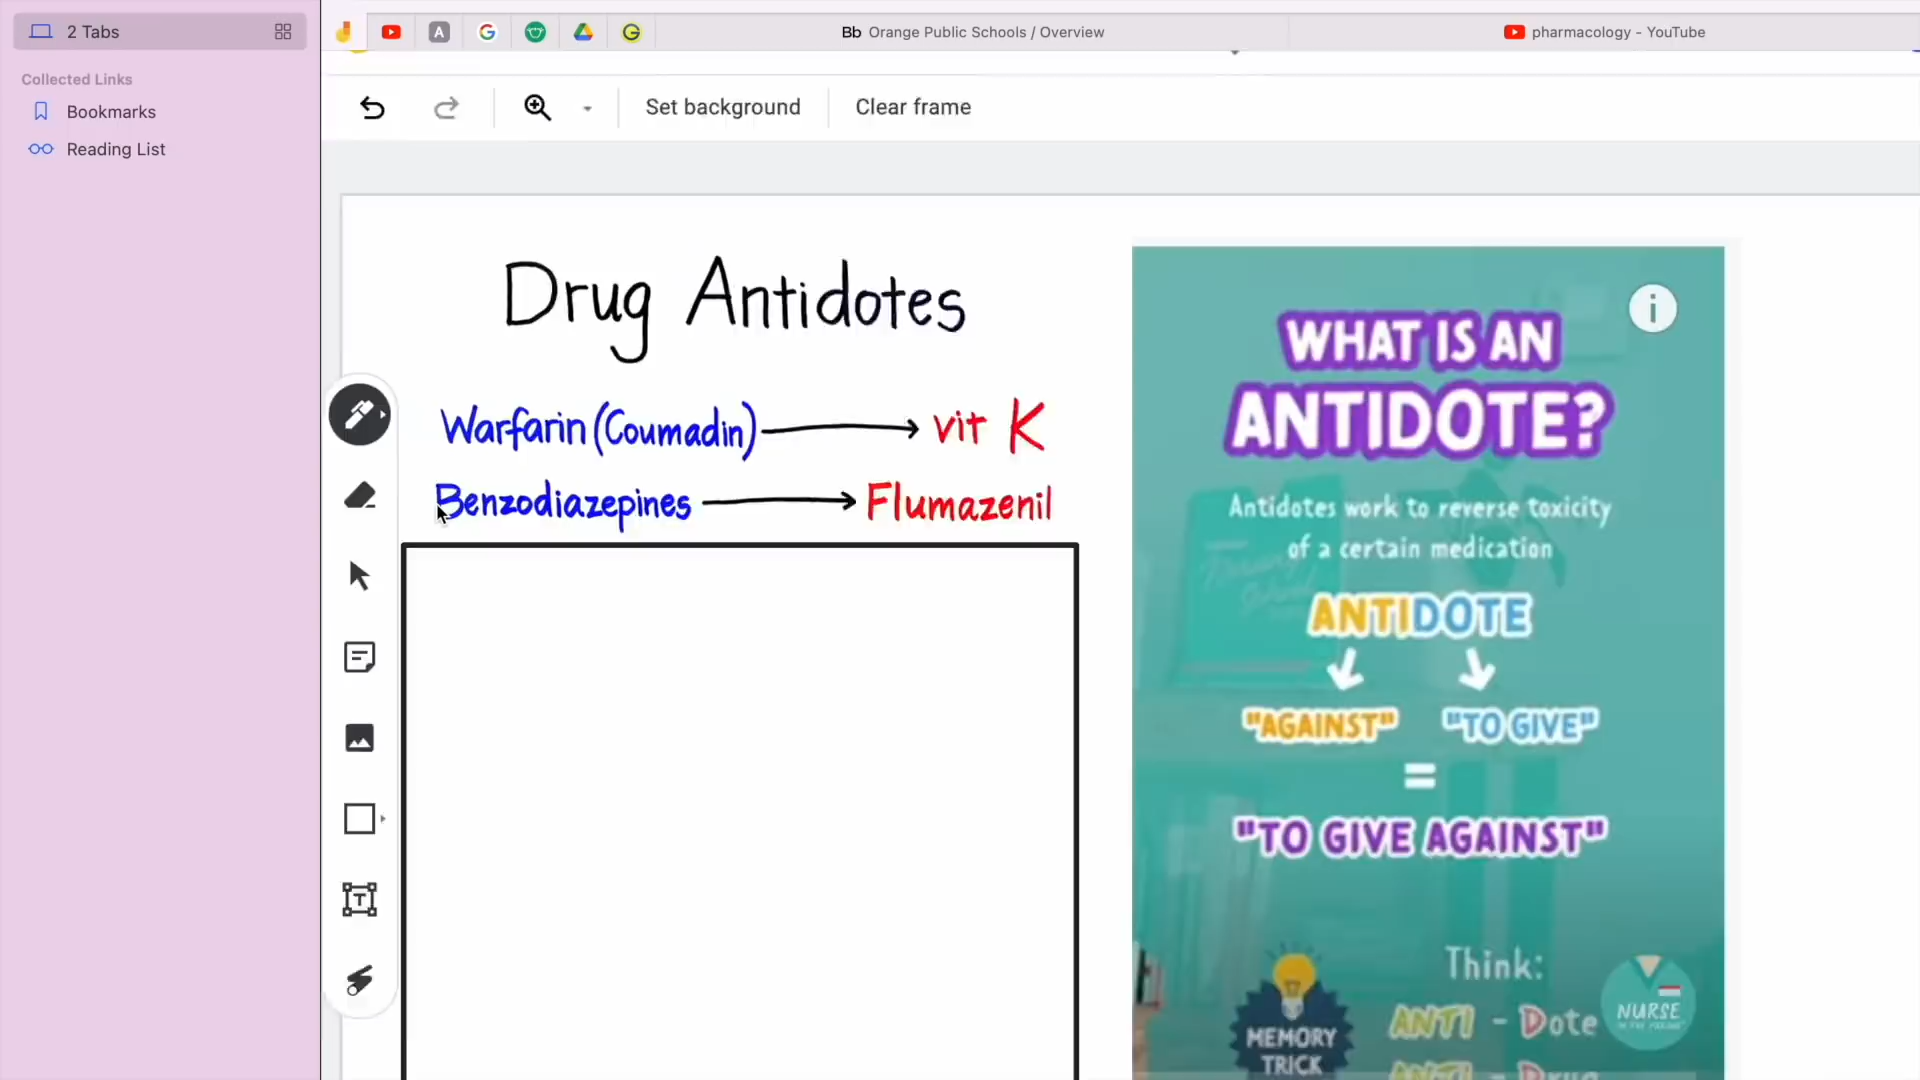 2 Tabs
Collected Links
Bookmarks
Reading List
Bb Orange Public Schools / Overview
pharmacology - YouTube
Set background
Clear frame
Drug Antidotes
Warfarin (Coumadin) → vit K
Benzodiazepines → Flumazenil
i
WHAT IS AN
ANTIDOTE?
Antidotes work to reverse toxicity
of a certain medication
ANTIDOTE
"AGAINST" "TO GIVE"
=
"TO GIVE AGAINST"
Think:
ANTI - Dote
ANTI - Drug
MEMORY
TRICK
NURSE